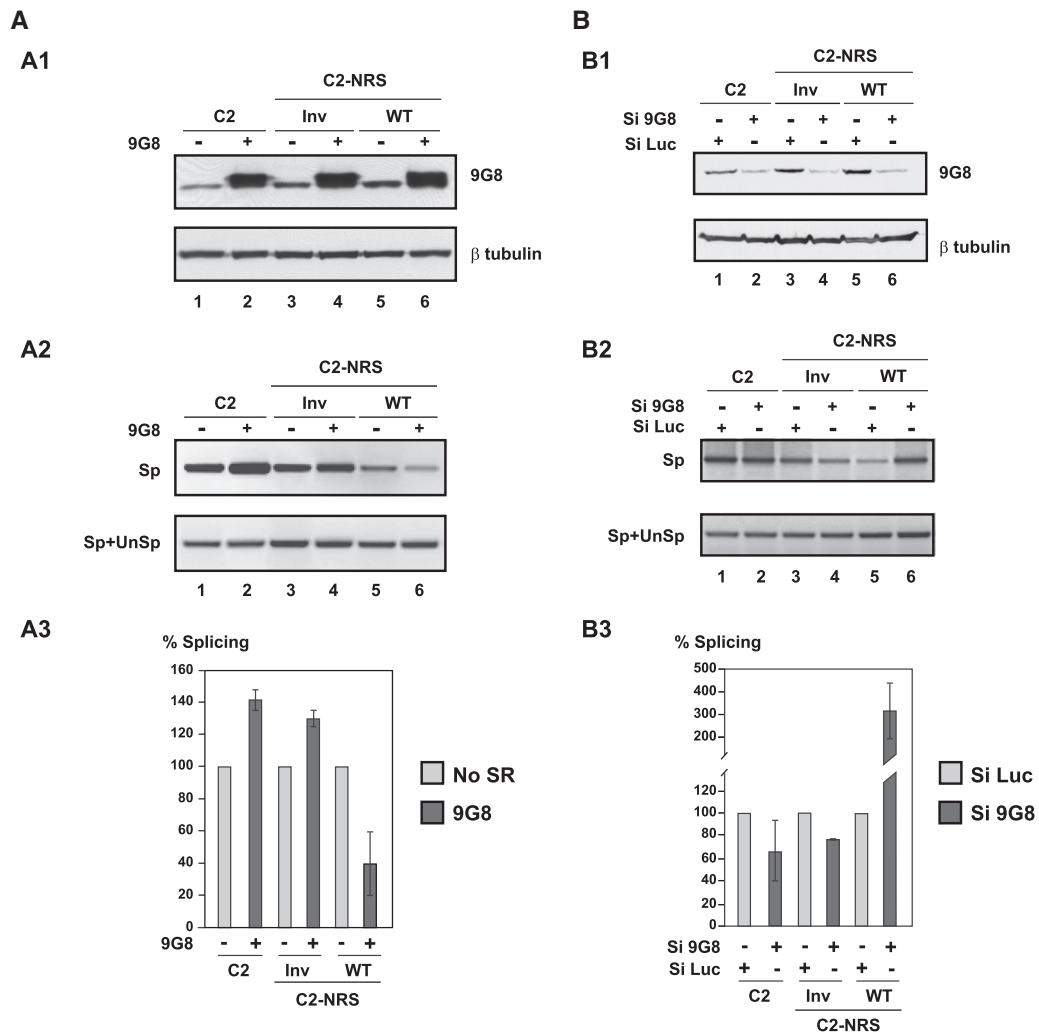 A
A1
C2-NRS
C2 Inv WT
9G8 - + - + - +
9G8
β tubulin
1 2 3 4 5 6
A2
C2-NRS
C2 Inv WT
9G8 - + - + - +
Sp
Sp+UnSp
1 2 3 4 5 6
A3
% Splicing
160
140
120
100
80
60
40
20
0
No SR
9G8
9G8 - + - + - +
C2 Inv WT
C2-NRS
B
B1
C2-NRS
C2 Inv WT
Si 9G8 - + - + - +
Si Luc + - + - + -
9G8
β tubulin
1 2 3 4 5 6
B2
C2-NRS
C2 Inv WT
Si 9G8 - + - + - +
Si Luc + - + - + -
Sp
Sp+UnSp
1 2 3 4 5 6
B3
% Splicing
500
400
300
200
120
100
80
60
40
20
0
Si Luc
Si 9G8
Si 9G8 - + - + - +
Si Luc + - + - + -
C2 Inv WT
C2-NRS